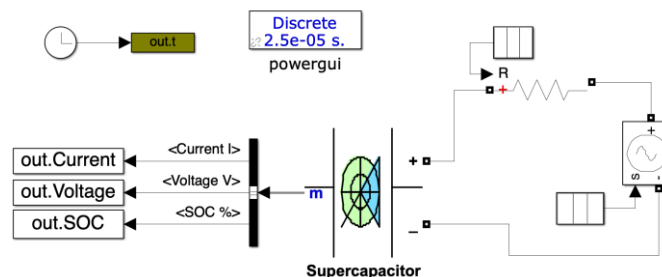 out.t
Discrete
2.5e-05 s.
powergui
R
+
<Current I>
out.Current
<Voltage V>
out.Voltage
<SOC %>
out.SOC
m
+
_
+
-
S
Supercapacitor